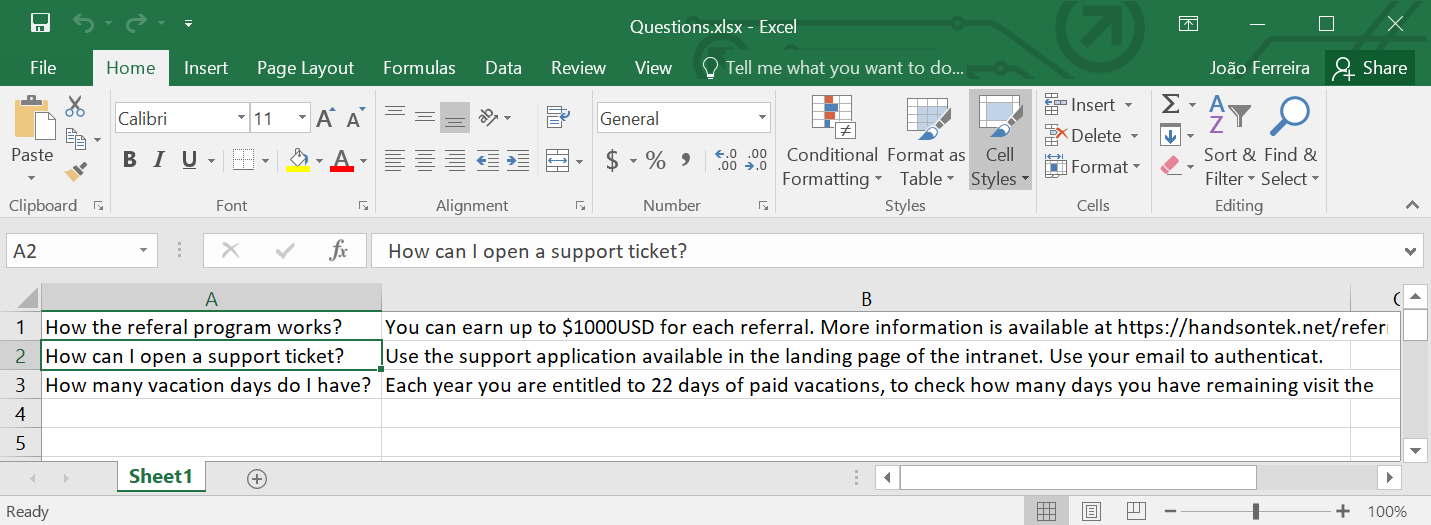 Questions.xlsx - Excel
File Home Insert Page Layout Formulas Data Review View Tell me what you want to do... João Ferreira Share
Calibri 11 General Insert
Delete
Paste B I U A $ % , Conditional Format as Cell Sort & Find &
Formatting Table Styles Format Filter Select
Clipboard Font Alignment Number Styles Cells Editing
A2 fx How can I open a support ticket?
A B
1 How the referal program works? You can earn up to $1000USD for each referral. More information is available at https://handsontek.net/referr
2 How can I open a support ticket? Use the support application available in the landing page of the intranet. Use your email to authenticat.
3 How many vacation days do I have? Each year you are entitled to 22 days of paid vacations, to check how many days you have remaining visit the
4
5
Sheet1
Ready 100%